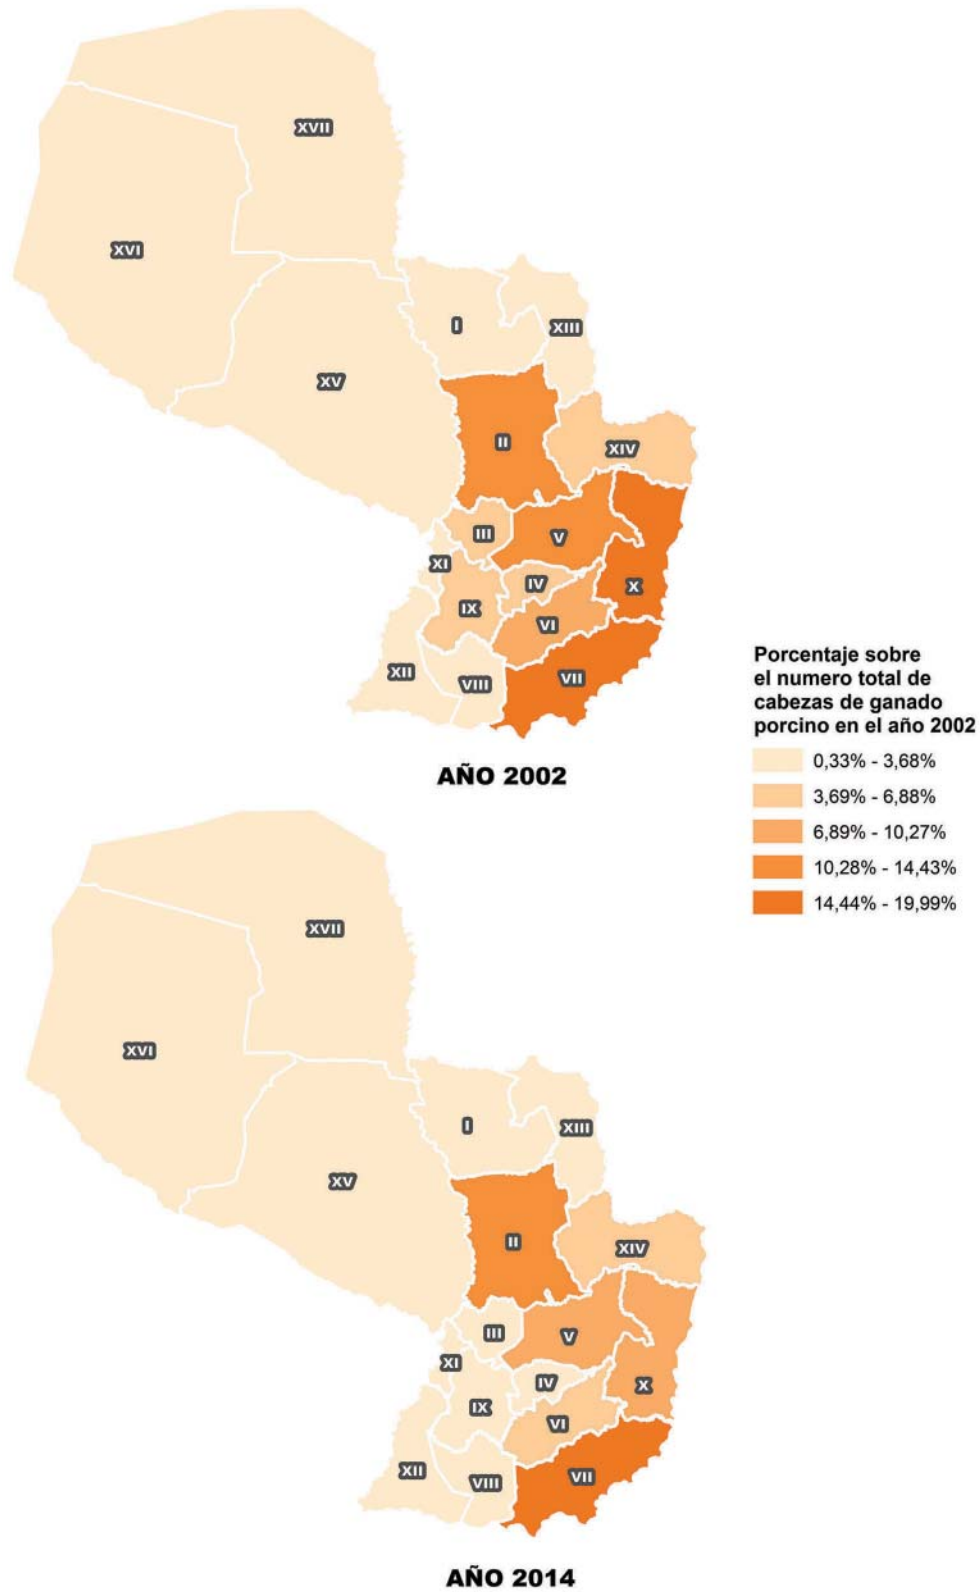 XVII
XVI
I
XIII
XV
II
XIV
III
V
XI
IV
X
IX
VI
XII
VIII
VII
AÑO 2002
Porcentaje sobre
el numero total de
cabezas de ganado
porcino en el año 2002
0,33% - 3,68%
3,69% - 6,88%
6,89% - 10,27%
10,28% - 14,43%
14,44% - 19,99%
XVII
XVI
I
XIII
XV
II
XIV
III
V
XI
IV
X
IX
VI
XII
VIII
VII
AÑO 2014